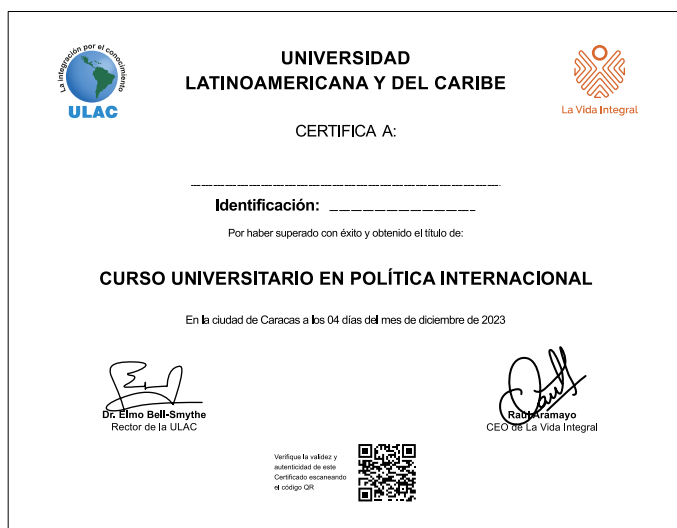 La integración por el conocimiento
ULAC
UNIVERSIDAD
LATINOAMERICANA Y DEL CARIBE
La Vida Integral
CERTIFICA A:
Identificación:
Por haber superado con éxito y obtenido el título de:
CURSO UNIVERSITARIO EN POLÍTICA INTERNACIONAL
En la ciudad de Caracas a los 04 días del mes de diciembre de 2023
Dr. Elmo Bell-Smythe
Rector de la ULAC
Raúl Aramayo
CEO de La Vida Integral
Verifique la validez y
autenticidad de este
Certificado escaneando
el código QR